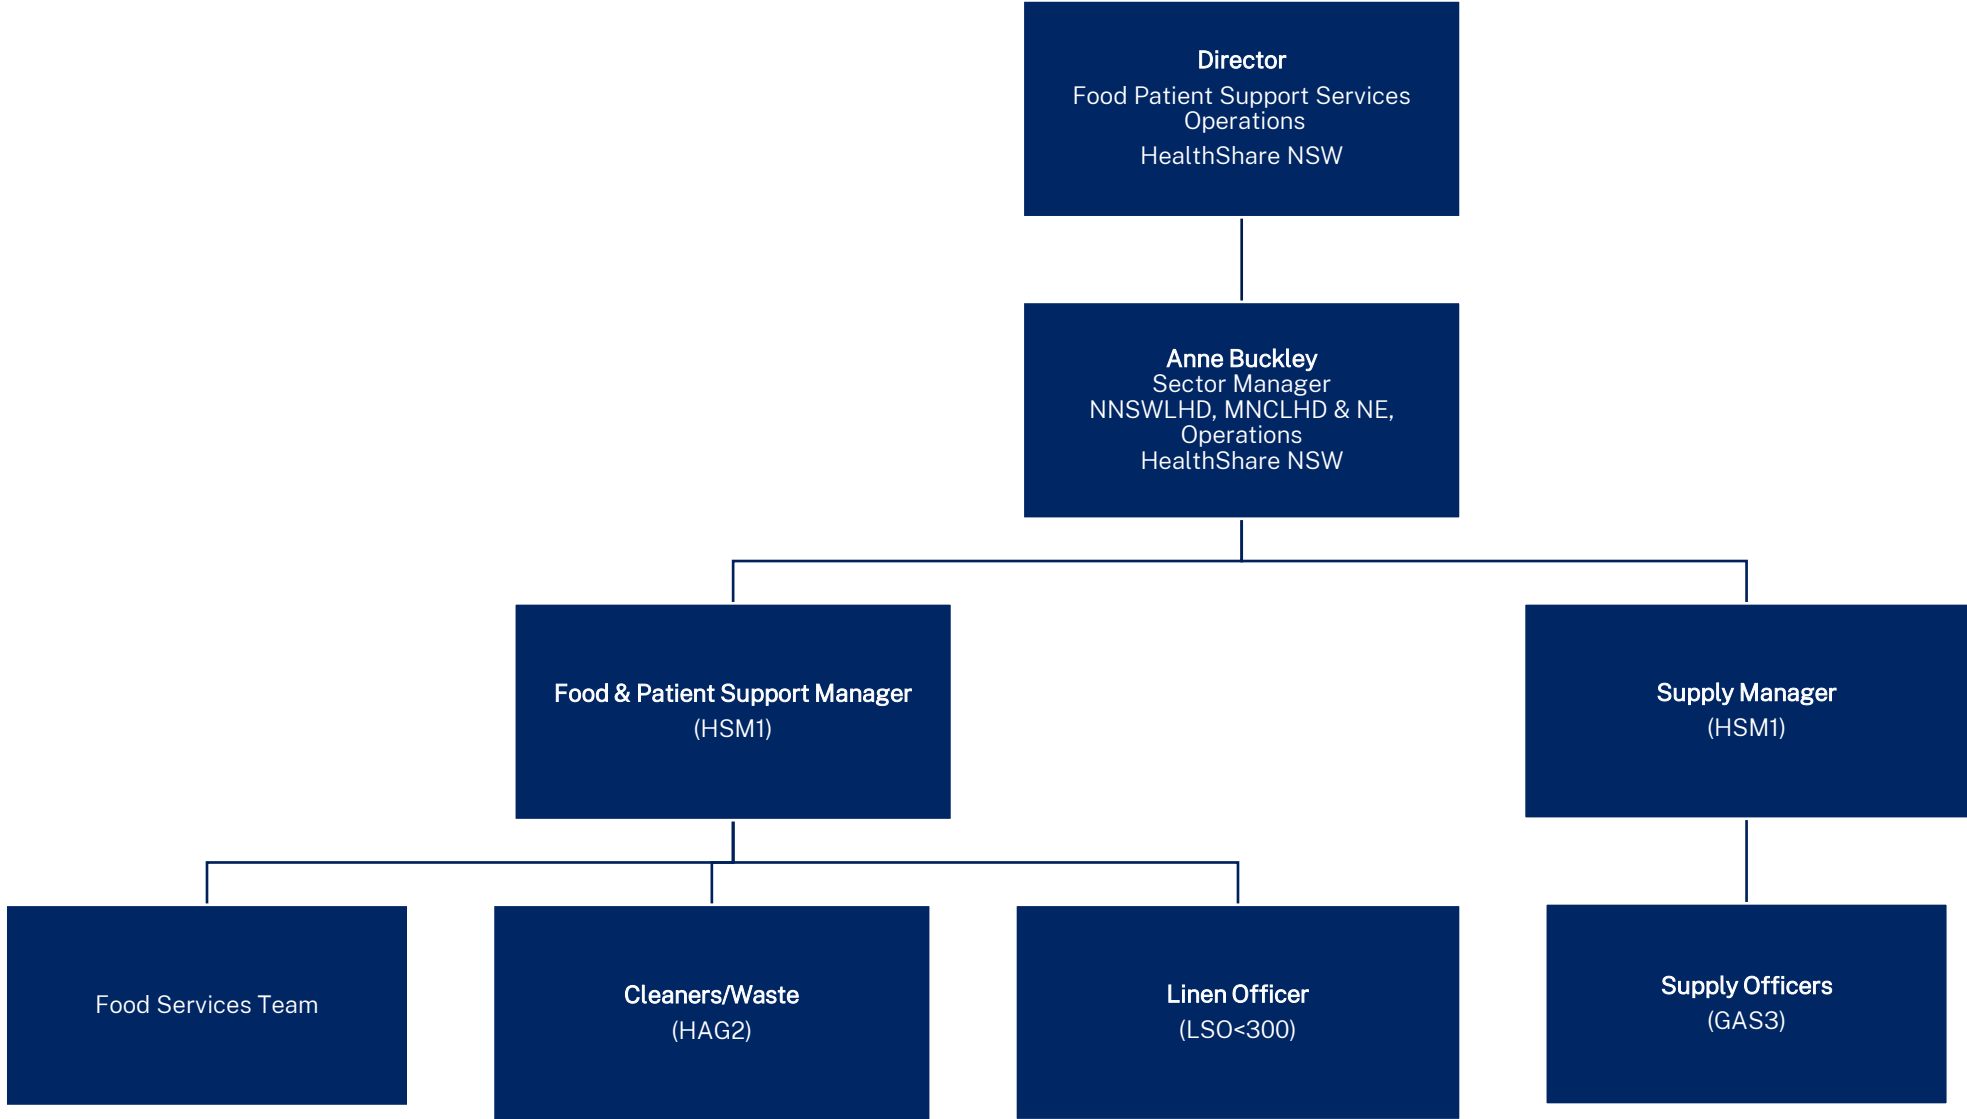 Director
Food Patient Support Services
Operations
HealthShare NSW
Anne Buckley
Sector Manager
NNSWLHD, MNCLHD & NE,
Operations
HealthShare NSW
Food & Patient Support Manager
(HSM1)
Supply Manager
(HSM1)
Food Services Team
Cleaners/Waste
(HAG2)
Linen Officer
(LSO<300)
Supply Officers
(GAS3)